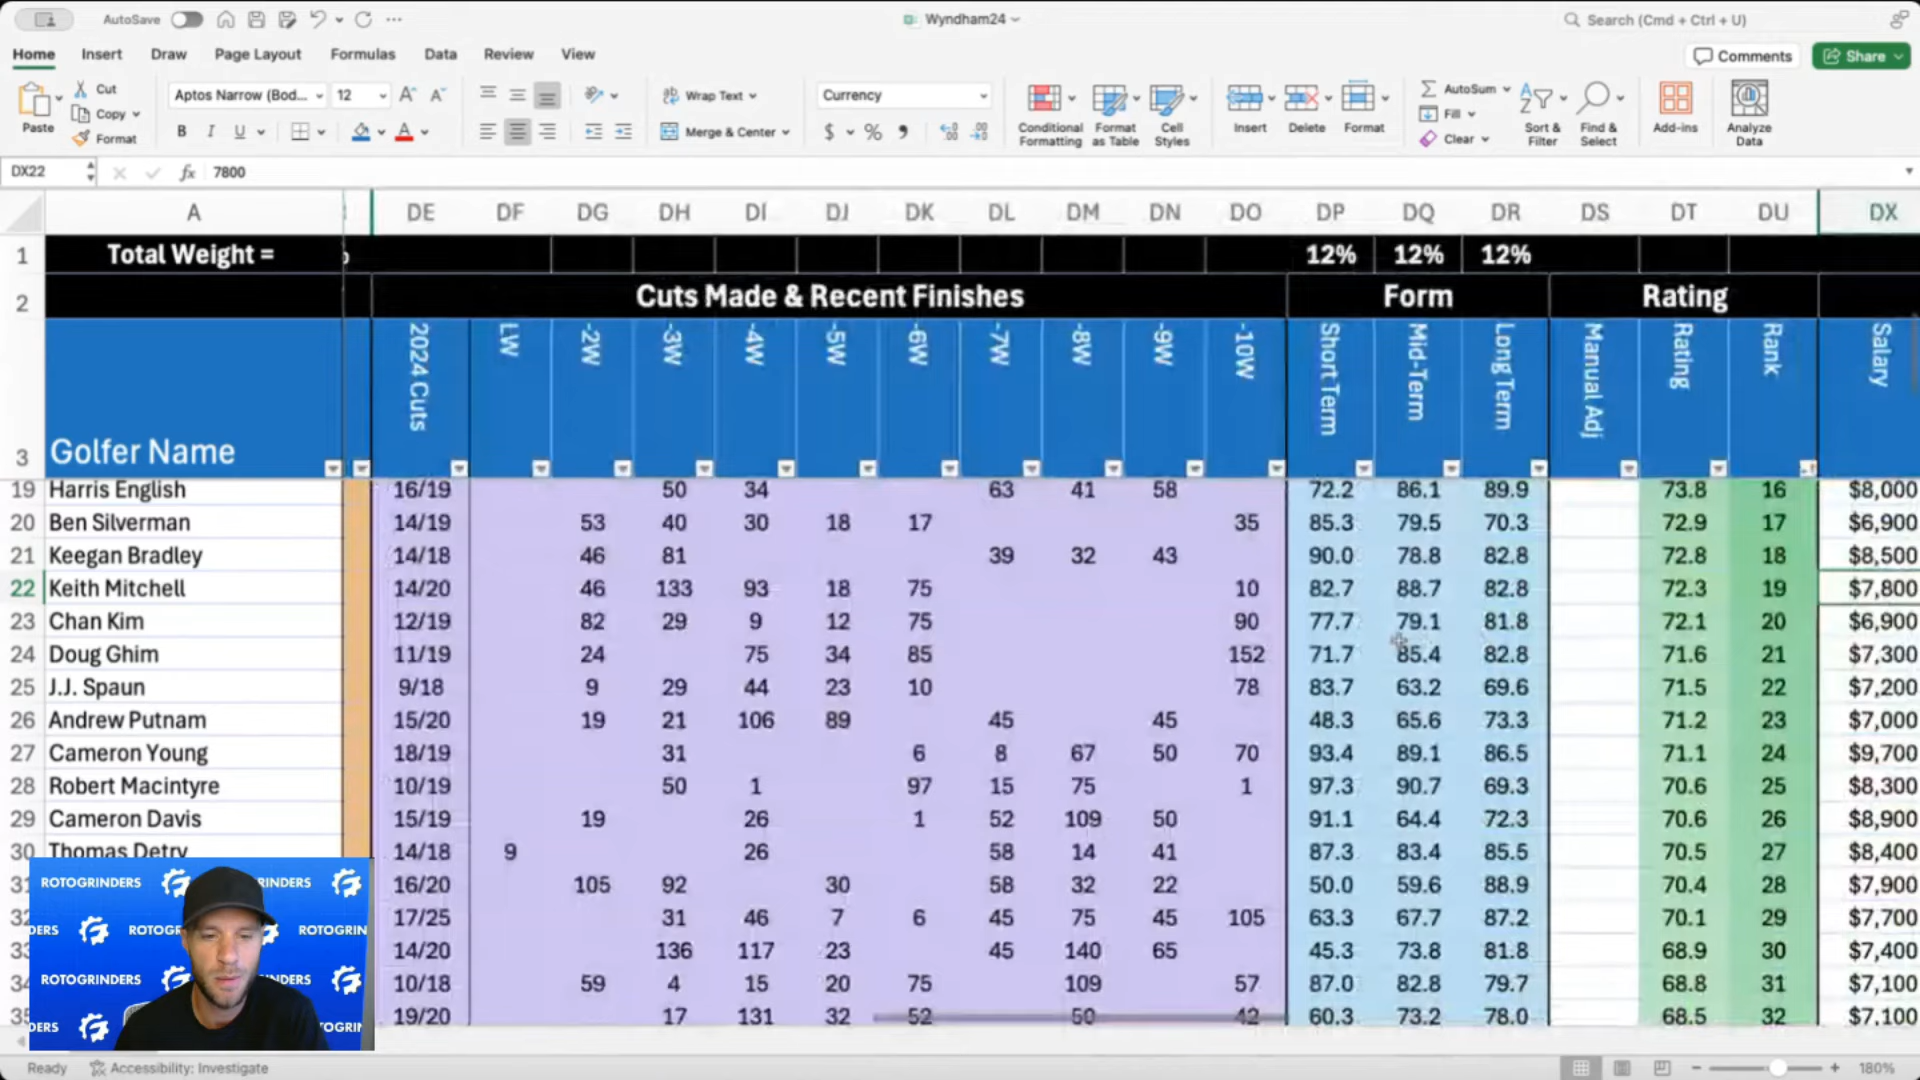 AutoSave
Wyndham24
Search (Cmd + Ctrl + U)
Home Insert Draw Page Layout Formulas Data Review View
Comments Share
Paste Cut Copy Format
Aptos Narrow (Bod... 12
B I U
Wrap Text
Merge & Center
Currency
$ %
Conditional Formatting
Format as Table
Cell Styles
Insert Delete Format
AutoSum
Fill
Clear
Sort & Filter
Find & Select
Add-ins
Analyze Data
DX22 fx 7800
A DE DF DG DH DI DJ DK DL DM DN DO DP DQ DR DS DT DU DX
1 Total Weight = 12% 12% 12%
2 Cuts Made & Recent Finishes Form Rating
3 Golfer Name 2024 Cuts LW -2W -3W -4W -5W -6W -7W -8W -9W -10W Short Term Mid-Term Long Term Manual Adj Rating Rank Salary
19 Harris English 16/19 50 34 63 41 58 72.2 86.1 89.9 73.8 16 $8,000
20 Ben Silverman 14/19 53 40 30 18 17 35 85.3 79.5 70.3 72.9 17 $6,900
21 Keegan Bradley 14/18 46 81 39 32 43 90.0 78.8 82.8 72.8 18 $8,500
22 Keith Mitchell 14/20 46 133 93 18 75 10 82.7 88.7 82.8 72.3 19 $7,800
23 Chan Kim 12/19 82 29 9 12 75 90 77.7 79.1 81.8 72.1 20 $6,900
24 Doug Ghim 11/19 24 75 34 85 152 71.7 85.4 82.8 71.6 21 $7,300
25 J.J. Spaun 9/18 9 29 44 23 10 78 83.7 63.2 69.6 71.5 22 $7,200
26 Andrew Putnam 15/20 19 21 106 89 45 45 48.3 65.6 73.3 71.2 23 $7,000
27 Cameron Young 18/19 31 6 8 67 50 70 93.4 89.1 86.5 71.1 24 $9,700
28 Robert Macintyre 10/19 50 1 97 15 75 1 97.3 90.7 69.3 70.6 25 $8,300
29 Cameron Davis 15/19 19 26 1 52 109 50 91.1 64.4 72.3 70.6 26 $8,900
30 Thomas Detry 14/18 9 26 58 14 41 87.3 83.4 85.5 70.5 27 $8,400
16/20 105 92 30 58 32 22 50.0 59.6 88.9 70.4 28 $7,900
17/25 31 46 7 6 45 75 45 105 63.3 67.7 87.2 70.1 29 $7,700
14/20 136 117 23 45 140 65 45.3 73.8 81.8 68.9 30 $7,400
10/18 59 4 15 20 75 109 57 87.0 82.8 79.7 68.8 31 $7,100
19/20 17 131 32 52 50 42 60.3 73.2 78.0 68.5 32 $7,100
ROTOGRINDERS RINDERS
DERS ROTOGR ROTOGRIN
ROTOGRINDERS INDERS
DERS OTOGRIN
Ready Accessibility: Investigate 180%